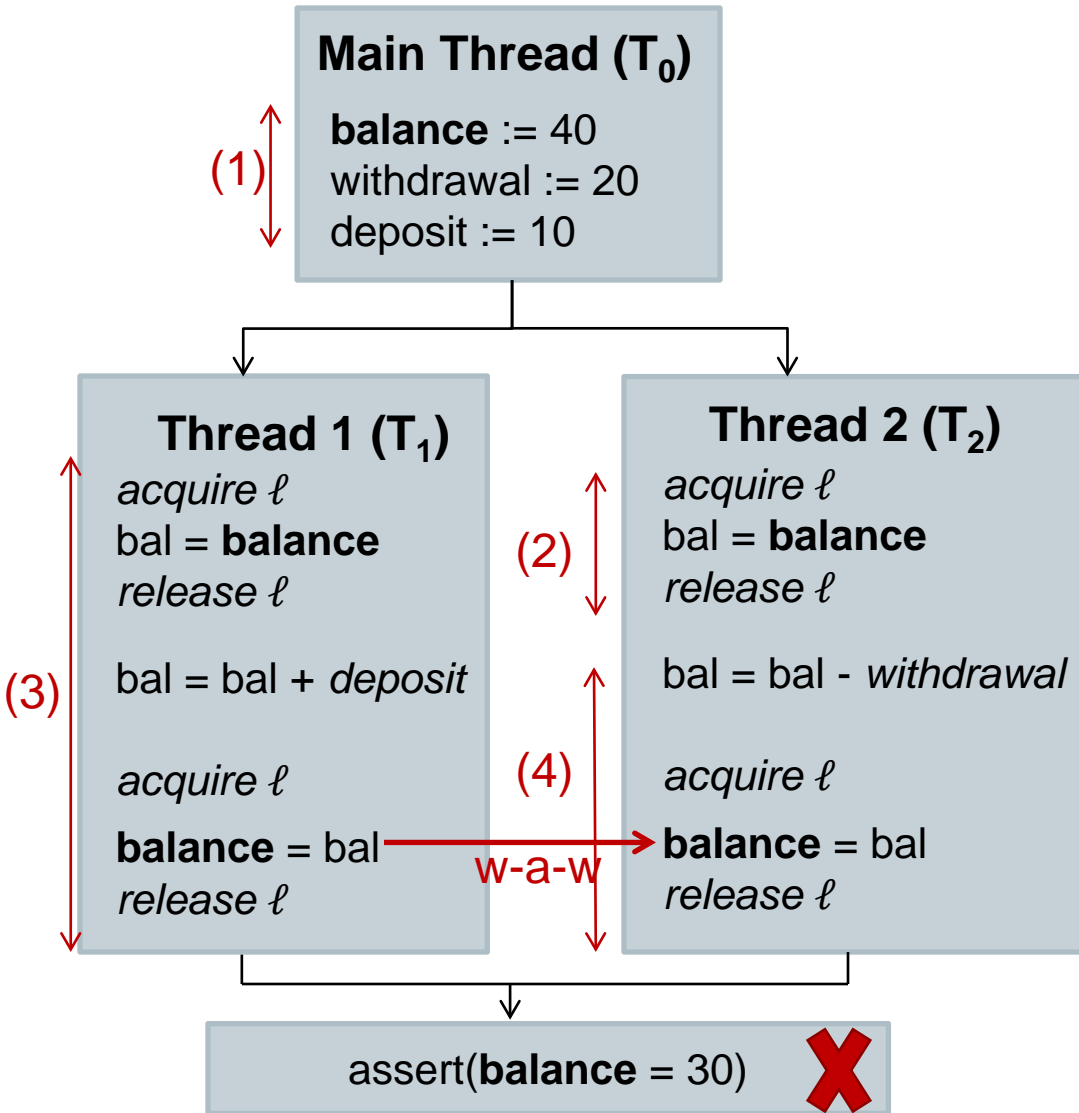 Main Thread (T₀)
(1)
balance := 40
withdrawal := 20
deposit := 10
Thread 1 (T₁)
(3)
acquire ℓ
bal = balance
release ℓ
bal = bal + deposit
acquire ℓ
balance = bal
release ℓ
w-a-w
Thread 2 (T₂)
(2)
acquire ℓ
bal = balance
release ℓ
(4)
bal = bal - withdrawal
acquire ℓ
balance = bal
release ℓ
assert(balance = 30)